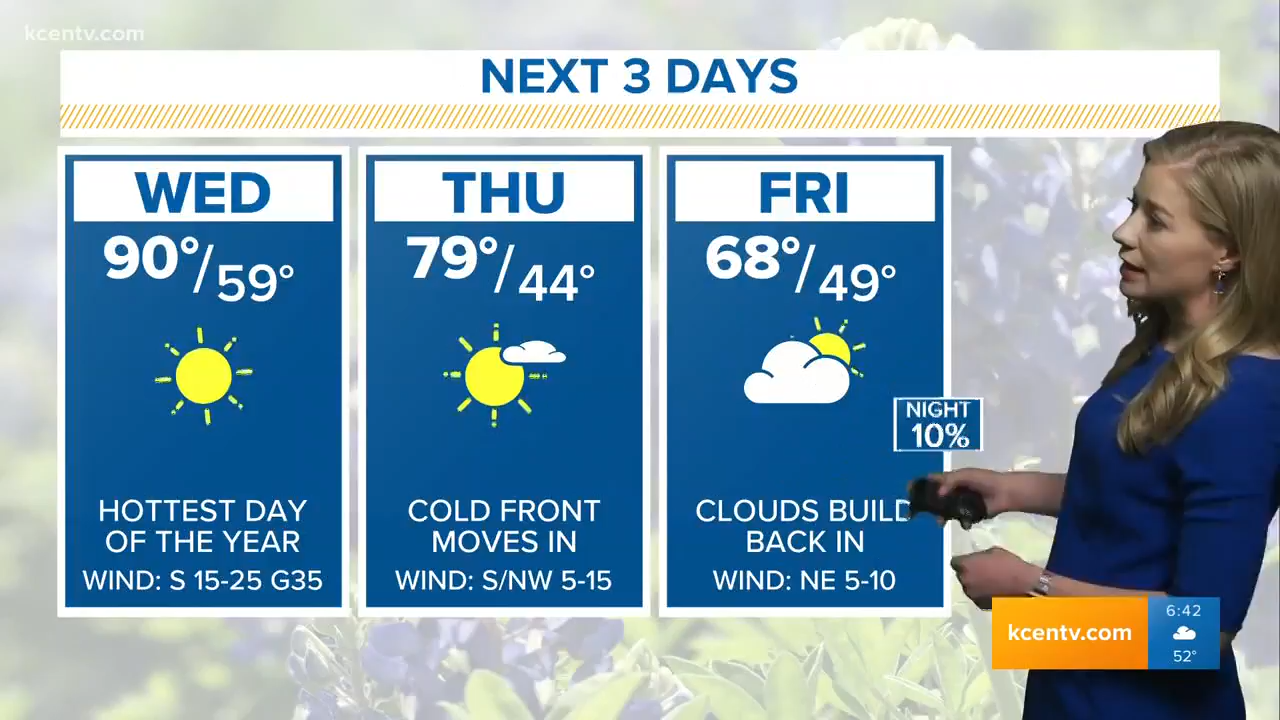 kcentv.com
NEXT 3 DAYS
WED
90°/59°
HOTTEST DAY
OF THE YEAR
WIND: S 15-25 G35
THU
79°/44°
COLD FRONT
MOVES IN
WIND: S/NW 5-15
FRI
68°/49°
NIGHT
10%
CLOUDS BUILD
BACK IN
WIND: NE 5-10
kcentv.com
6:42
52°